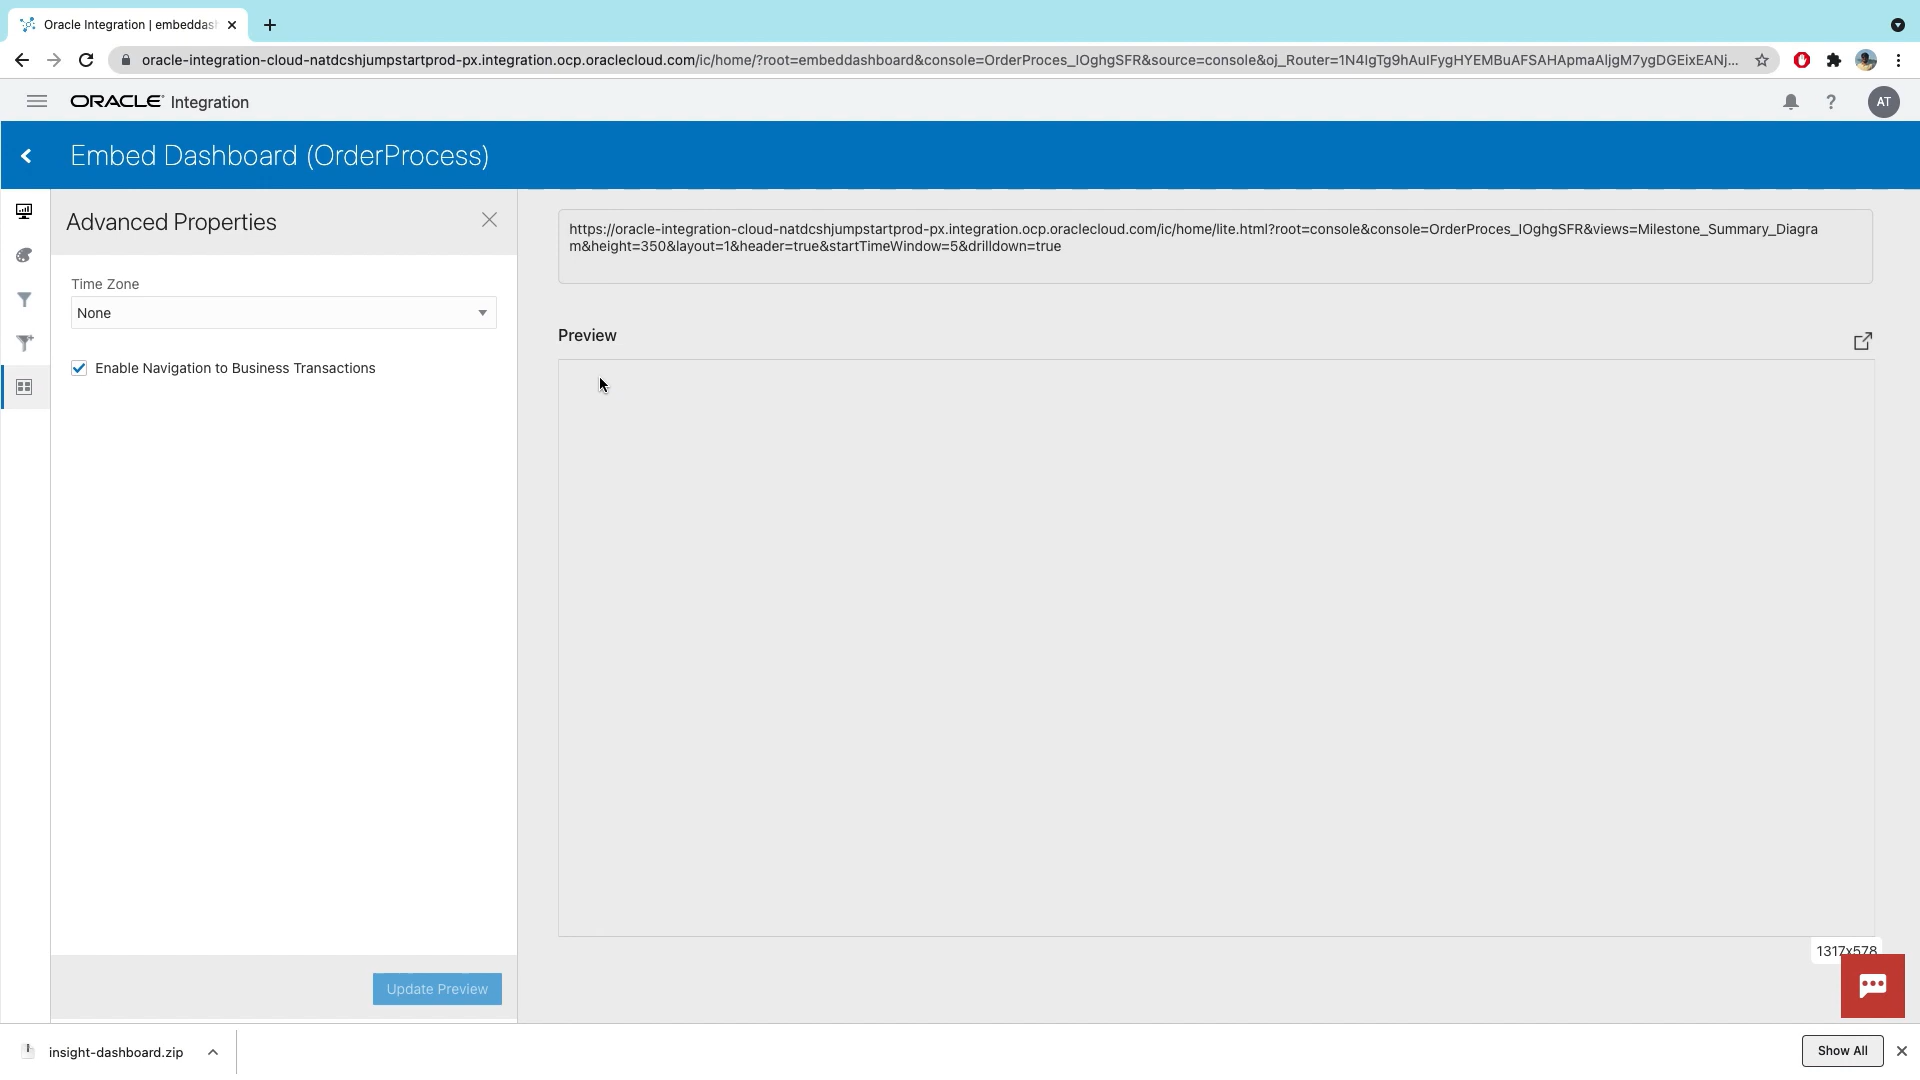 Oracle Integration | embeddas
oracle-integration-cloud-natdcshjumpstartprod-px.integration.ocp.oraclecloud.com/ic/home/?root=embeddashboard&console=OrderProces_IOghgSFR&source=console&oj_Router=1N4IgTg9hAuIFygHYEMBuAFSAHApmaAljgM7ygDGEixEANj...
ORACLE Integration
AT
Embed Dashboard (OrderProcess)
Advanced Properties
Time Zone
None
Enable Navigation to Business Transactions
Update Preview
https://oracle-integration-cloud-natdcshjumpstartprod-px.integration.ocp.oraclecloud.com/ic/home/lite.html?root=console&console=OrderProces_IOghgSFR&views=Milestone_Summary_Diagra
m&height=350&layout=1&header=true&startTimeWindow=5&drilldown=true
Preview
1317x578
insight-dashboard.zip
Show All